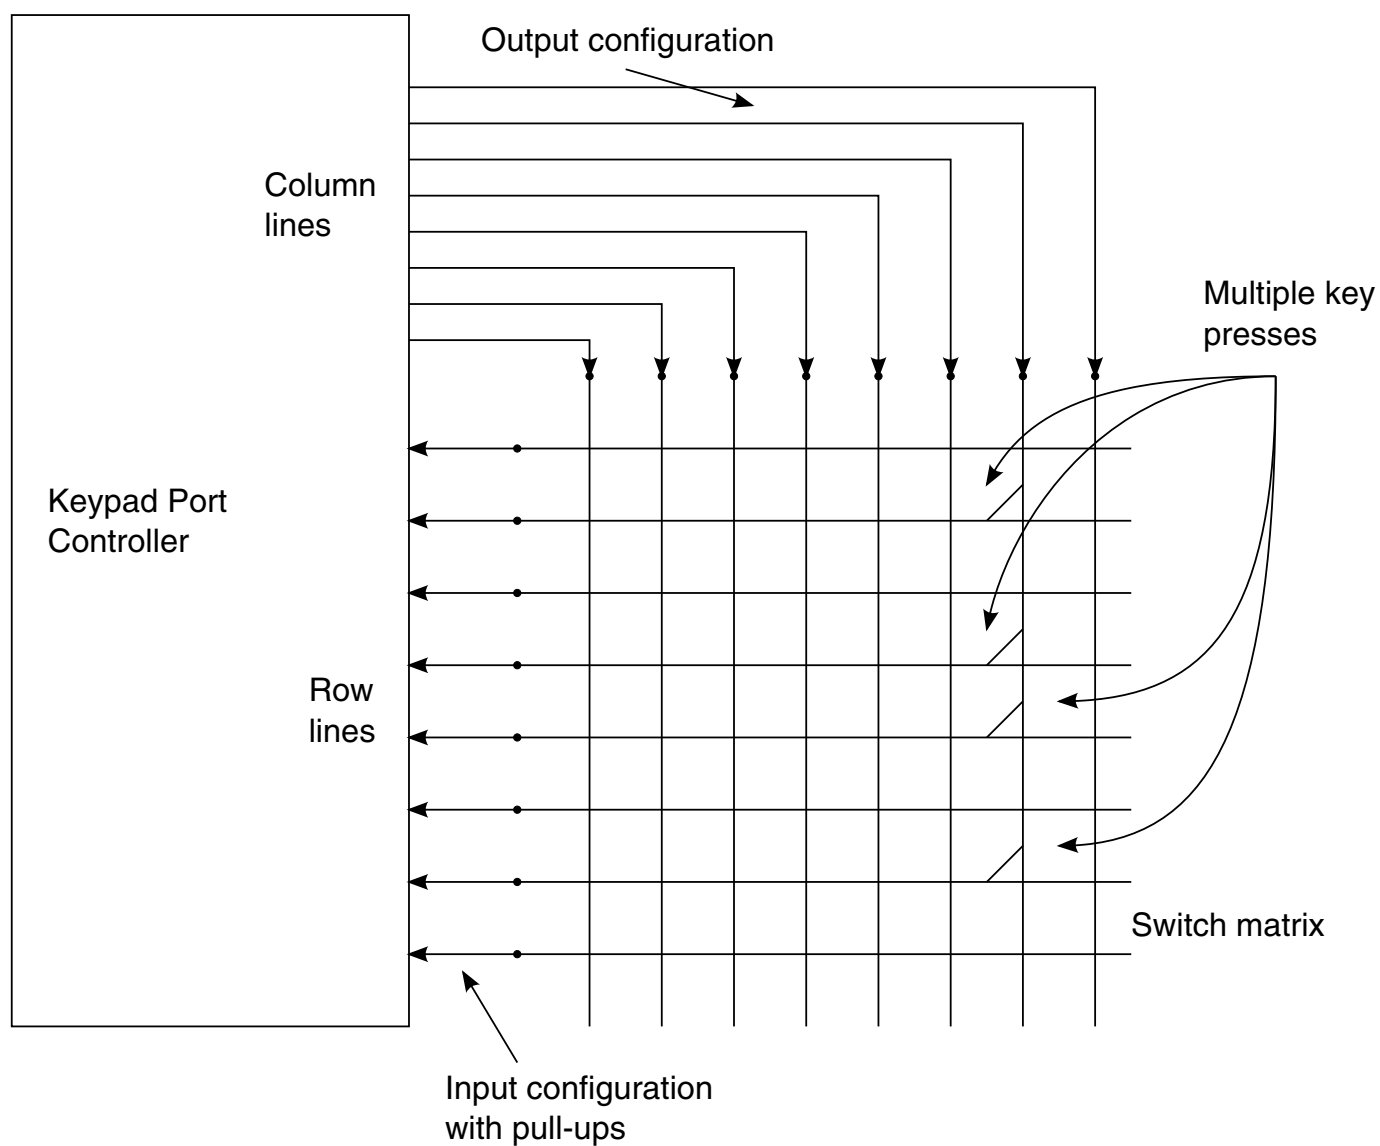 Output configuration
Column
lines
Multiple key
presses
Keypad Port
Controller
Row
lines
Switch matrix
Input configuration
with pull-ups